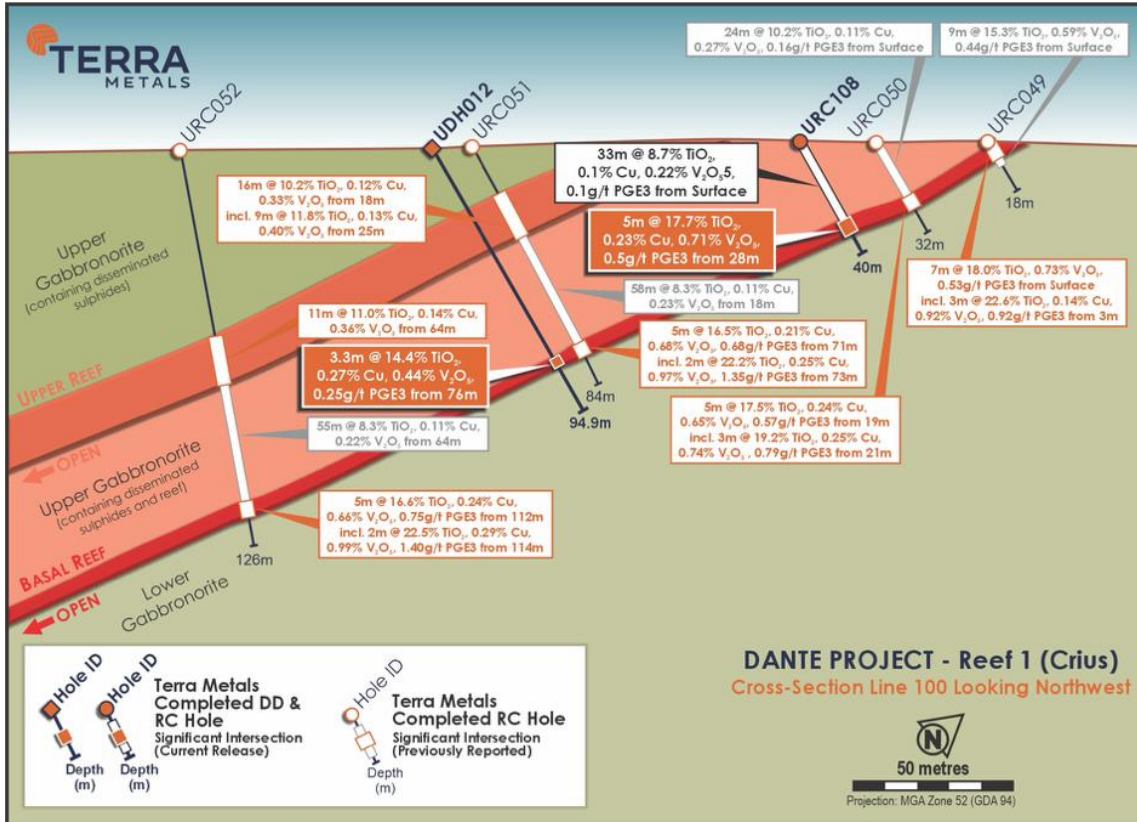 TERRA
METALS
24m @ 10.2% TiO₂, 0.11% Cu,
0.27% V₂O₅, 0.16g/t PGE3 from Surface
9m @ 15.3% TiO₂, 0.59% V₂O₅,
0.44g/t PGE3 from Surface
URC052
UDH012
URC051
URC108
URC050
URC049
33m @ 8.7% TiO₂,
0.1% Cu, 0.22% V₂O₅5,
0.1g/t PGE3 from Surface
16m @ 10.2% TiO₂, 0.12% Cu,
0.33% V₂O₅ from 18m
incl. 9m @ 11.8% TiO₂, 0.13% Cu,
0.40% V₂O₅ from 25m
5m @ 17.7% TiO₂,
0.23% Cu, 0.71% V₂O₅,
0.5g/t PGE3 from 28m
18m
32m
40m
Upper
Gabbronorite
(containing disseminated
sulphides)
58m @ 8.3% TiO₂, 0.11% Cu,
0.23% V₂O₅ from 18m
7m @ 18.0% TiO₂, 0.73% V₂O₅,
0.53g/t PGE3 from Surface
incl. 3m @ 22.6% TiO₂, 0.14% Cu,
0.92% V₂O₅, 0.92g/t PGE3 from 3m
11m @ 11.0% TiO₂, 0.14% Cu,
0.36% V₂O₅ from 64m
5m @ 16.5% TiO₂, 0.21% Cu,
0.68% V₂O₅, 0.68g/t PGE3 from 71m
incl. 2m @ 22.2% TiO₂, 0.25% Cu,
0.97% V₂O₅, 1.35g/t PGE3 from 73m
3.3m @ 14.4% TiO₂,
0.27% Cu, 0.44% V₂O₅,
0.25g/t PGE3 from 76m
84m
94.9m
UPPER REEF
OPEN
55m @ 8.3% TiO₂, 0.11% Cu,
0.22% V₂O₅ from 64m
5m @ 17.5% TiO₂, 0.24% Cu,
0.65% V₂O₅, 0.57g/t PGE3 from 19m
incl. 3m @ 19.2% TiO₂, 0.25% Cu,
0.74% V₂O₅ , 0.79g/t PGE3 from 21m
Upper Gabbronorite
(containing disseminated
sulphides and reef)
5m @ 16.6% TiO₂, 0.24% Cu,
0.66% V₂O₅, 0.75g/t PGE3 from 112m
incl. 2m @ 22.5% TiO₂, 0.29% Cu,
0.99% V₂O₅, 1.40g/t PGE3 from 114m
126m
BASAL REEF
OPEN
Lower
Gabbronorite
Hole ID
Hole ID
Depth
(m)
Depth
(m)
Terra Metals
Completed DD &
RC Hole
Significant Intersection
(Current Release)
Hole ID
Depth
(m)
Terra Metals
Completed RC Hole
Significant Intersection
(Previously Reported)
DANTE PROJECT - Reef 1 (Crius)
Cross-Section Line 100 Looking Northwest
N
50 metres
Projection: MGA Zone 52 (GDA 94)